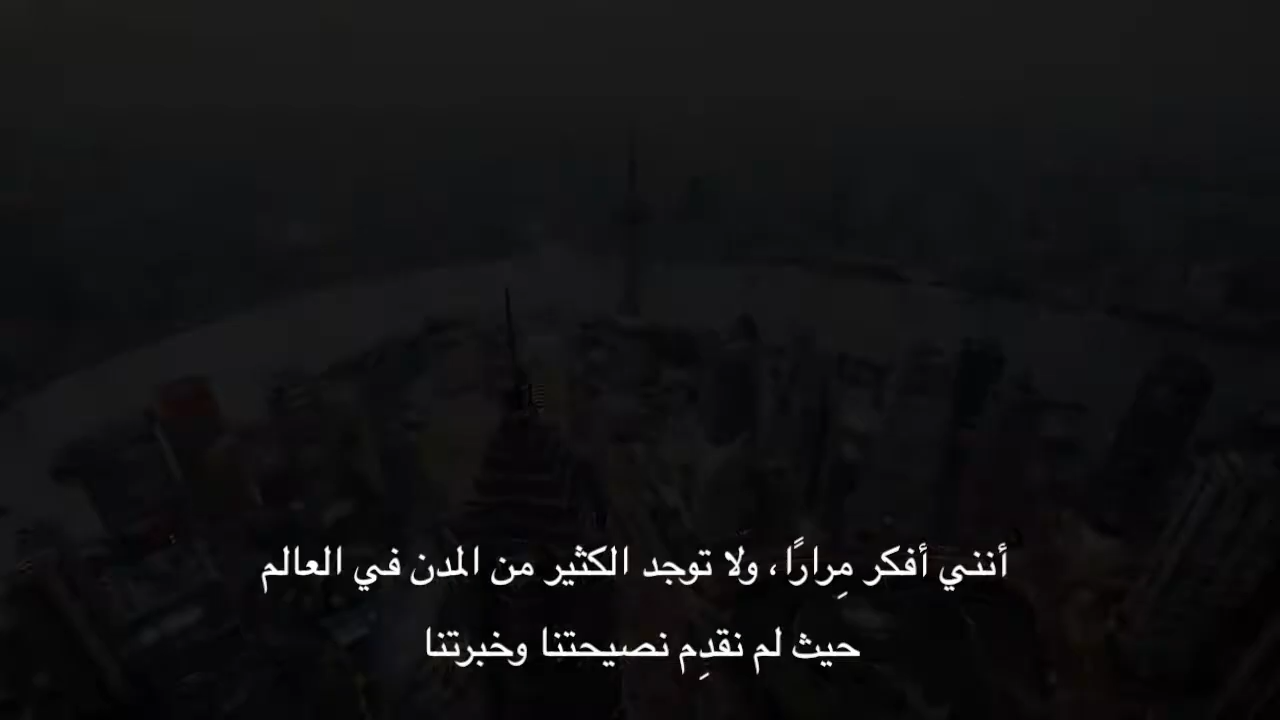 أنني أفكر مِرارًا، ولا توجد الكثير من المدن في العالم
حيث لم نقدِم نصيحتنا وخبرتنا